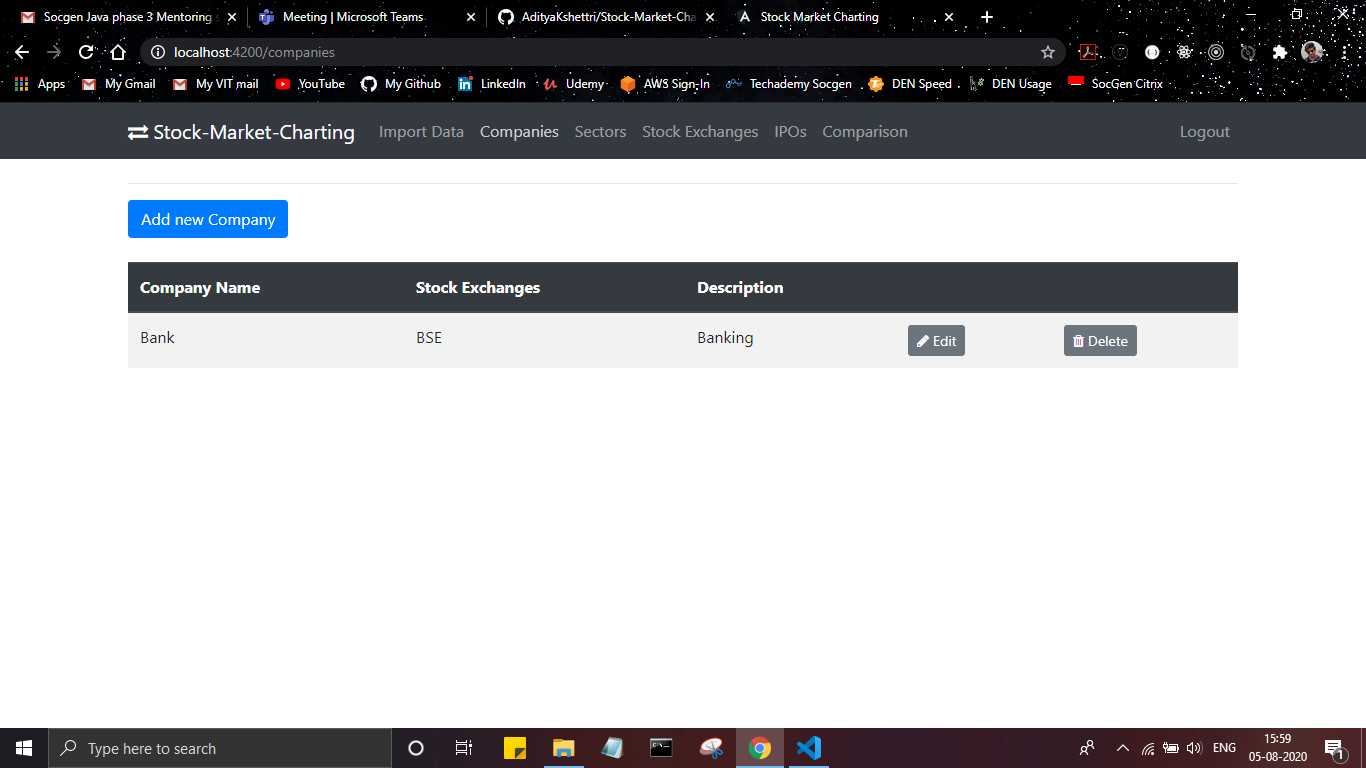 Socgen Java phase 3 Mentoring
Meeting | Microsoft Teams
AdityaKshettri/Stock-Market-Cha
Stock Market Charting
localhost:4200/companies
Apps
My Gmail
My VIT mail
YouTube
My Github
LinkedIn
Udemy
AWS Sign-In
Techademy Socgen
DEN Speed
DEN Usage
SocGen Citrix
Stock-Market-Charting
Import Data
Companies
Sectors
Stock Exchanges
IPOs
Comparison
Logout
Add new Company
Company Name
Stock Exchanges
Description
Bank
BSE
Banking
Edit
Delete
Type here to search
ENG
15:59
05-08-2020
1